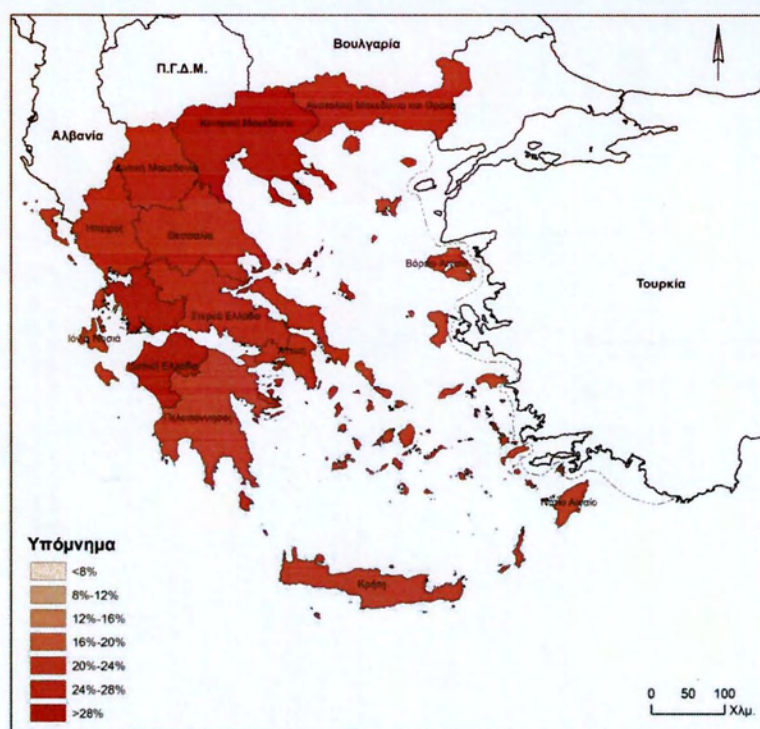 Βουλγαρία
Π.Γ.Δ.Μ.
Ανατολική Μακεδονία και Θράκη
Κεντρική Μακεδονία
Αλβανία
Δυτική Μακεδονία
Ήπειρος
Θεσσαλία
Βόρειο Αιγαίο
Τουρκία
Στερεά Ελλάδα
Ιόνια Νησιά
Αττική
Δυτική Ελλάδα
Πελοπόννησος
Νότιο Αιγαίο
Κρήτη
Υπόμνημα
<8%
8%-12%
12%-16%
16%-20%
20%-24%
24%-28%
>28%
0 50 100
Χλμ.